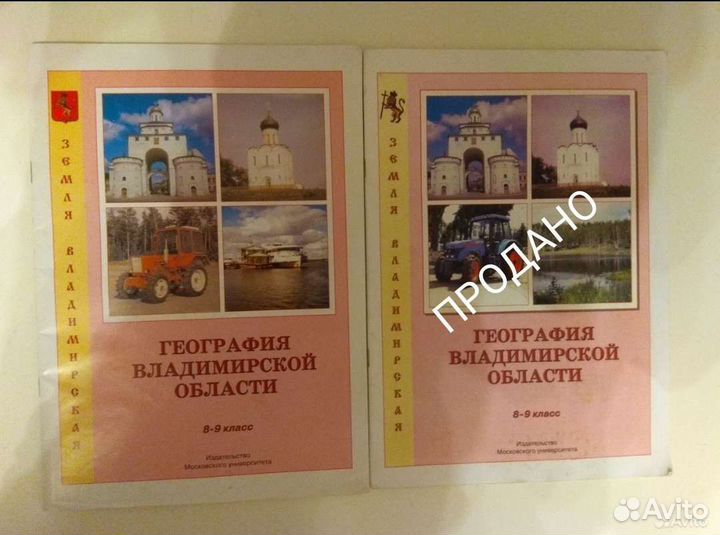 ЗЕМЛЯ ВЛАДИМИРСКАЯ
ГЕОГРАФИЯ
ВЛАДИМИРСКОЙ
ОБЛАСТИ
8-9 класс
Издательство
Московского университета
ЗЕМЛЯ ВЛАДИМИРСКАЯ
ПРОДАНО
ГЕОГРАФИЯ
ВЛАДИМИРСКОЙ
ОБЛАСТИ
8-9 класс
Издательство
Московского университета
Avito